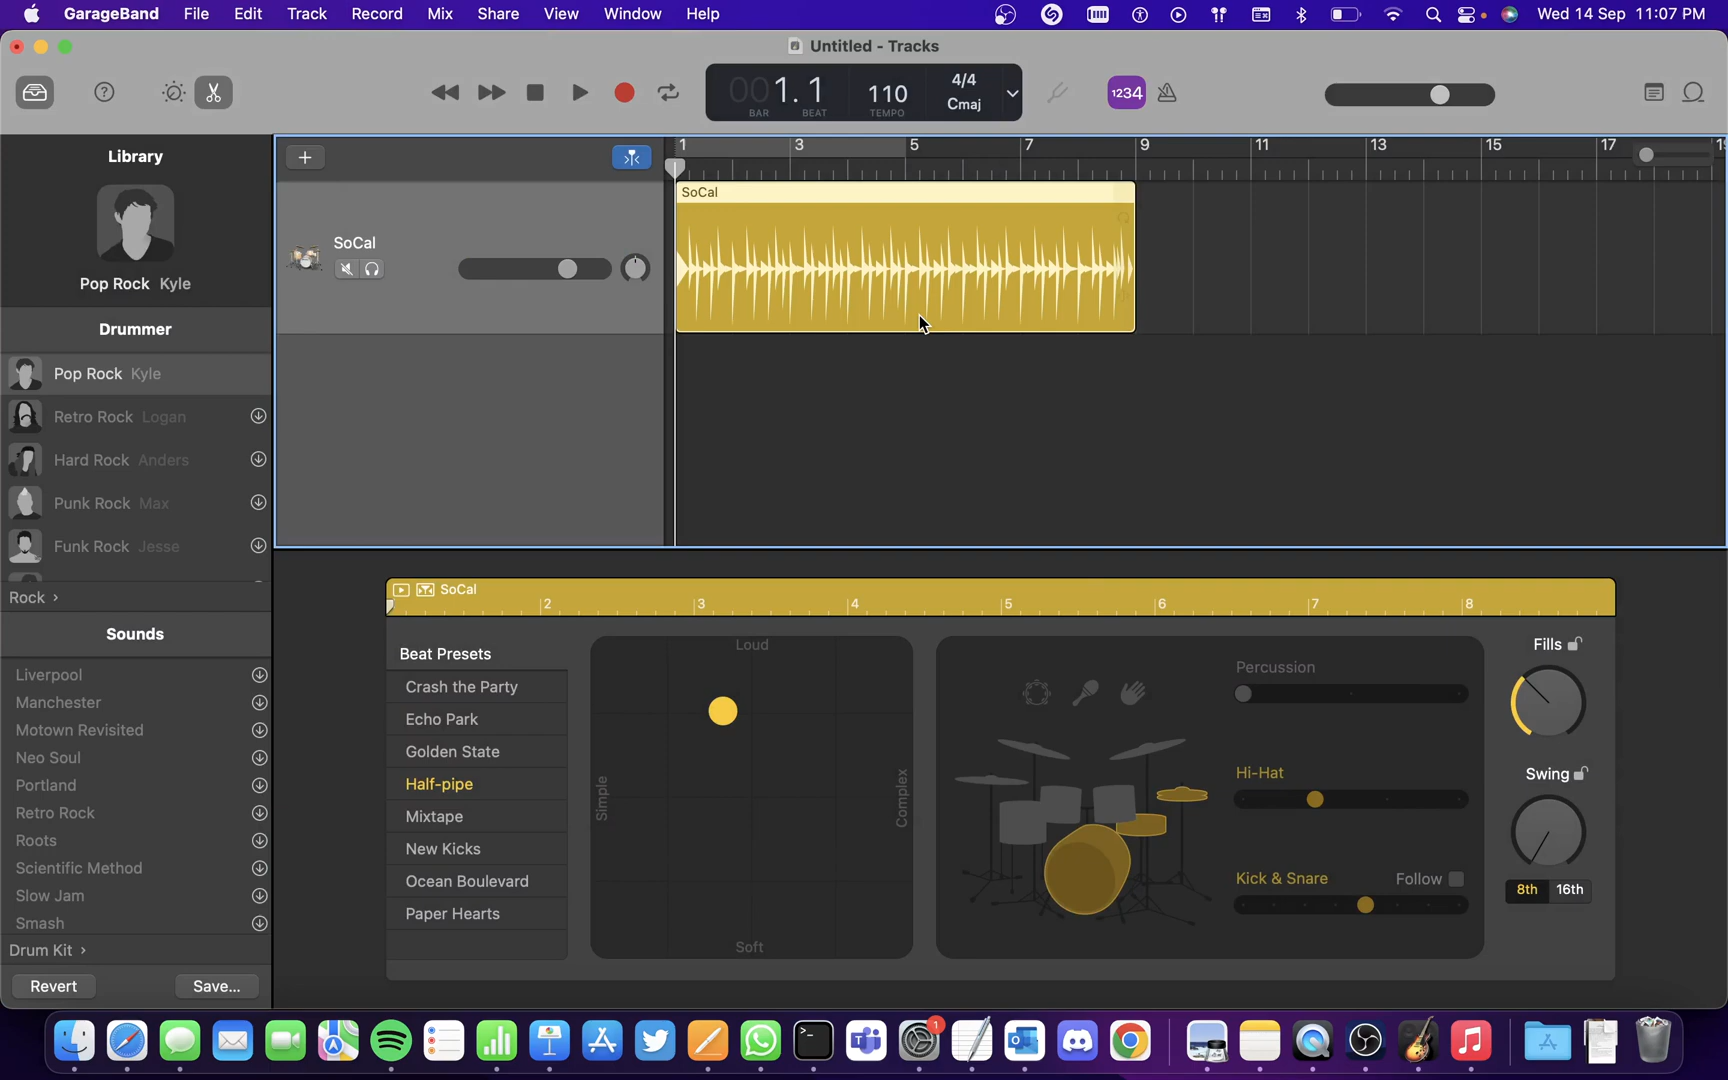 GarageBand File Edit Track Record Mix Share View Window Help Wed 14 Sep 11:07 PM
Untitled - Tracks
001.1 110 4/4
Cmaj
BAR BEAT TEMPO
1234
Library
Pop Rock Kyle
Drummer
Pop Rock Kyle
Retro Rock Logan
Hard Rock Anders
Punk Rock Max
Funk Rock Jesse
Rock >
Sounds
Liverpool
Manchester
Motown Revisited
Neo Soul
Portland
Retro Rock
Roots
Scientific Method
Slow Jam
Smash
Drum Kit >
Revert Save...
1 3 5 7 9 11 13 15 17
SoCal
SoCal
SoCal
2 3 4 5 6 7 8
Beat Presets
Crash the Party
Echo Park
Golden State
Half-pipe
Mixtape
New Kicks
Ocean Boulevard
Paper Hearts
Loud
Simple
Complex
Soft
Percussion
Hi-Hat
Kick & Snare Follow
Fills
Swing
8th 16th
1